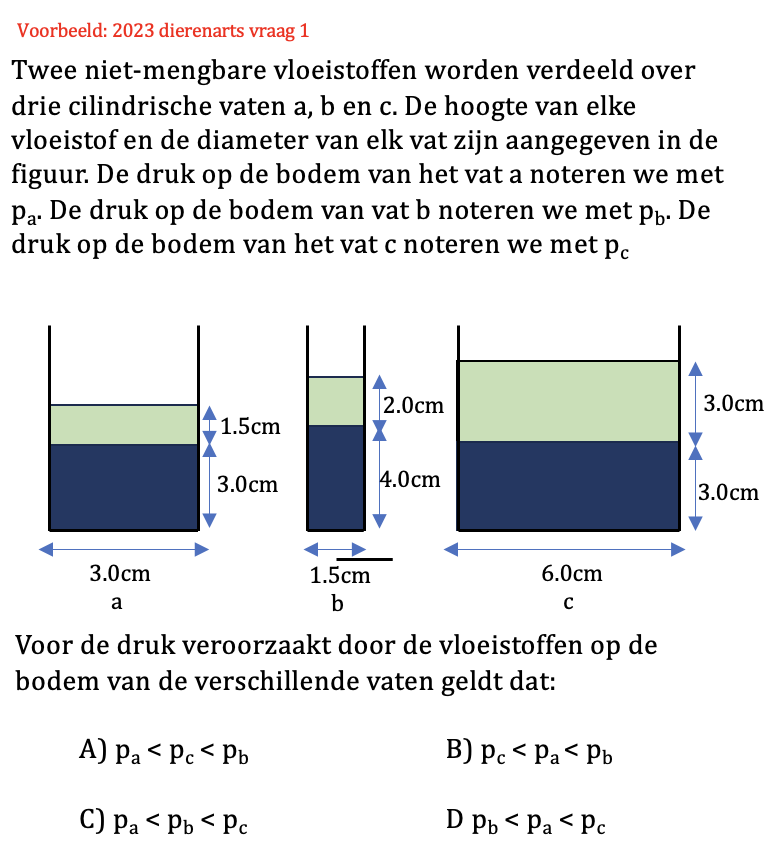 Voorbeeld: 2023 dierenarts vraag 1
Twee niet-mengbare vloeistoffen worden verdeeld over
drie cilindrische vaten a, b en c. De hoogte van elke
vloeistof en de diameter van elk vat zijn aangegeven in de
figuur. De druk op de bodem van het vat a noteren we met
pₐ. De druk op de bodem van vat b noteren we met p_b. De
druk op de bodem van het vat c noteren we met p_c
1.5cm
3.0cm
3.0cm
a
2.0cm
4.0cm
1.5cm
b
3.0cm
3.0cm
6.0cm
c
Voor de druk veroorzaakt door de vloeistoffen op de
bodem van de verschillende vaten geldt dat:
A) pₐ < p_c < p_b
B) p_c < pₐ < p_b
C) pₐ < p_b < p_c
D p_b < pₐ < p_c